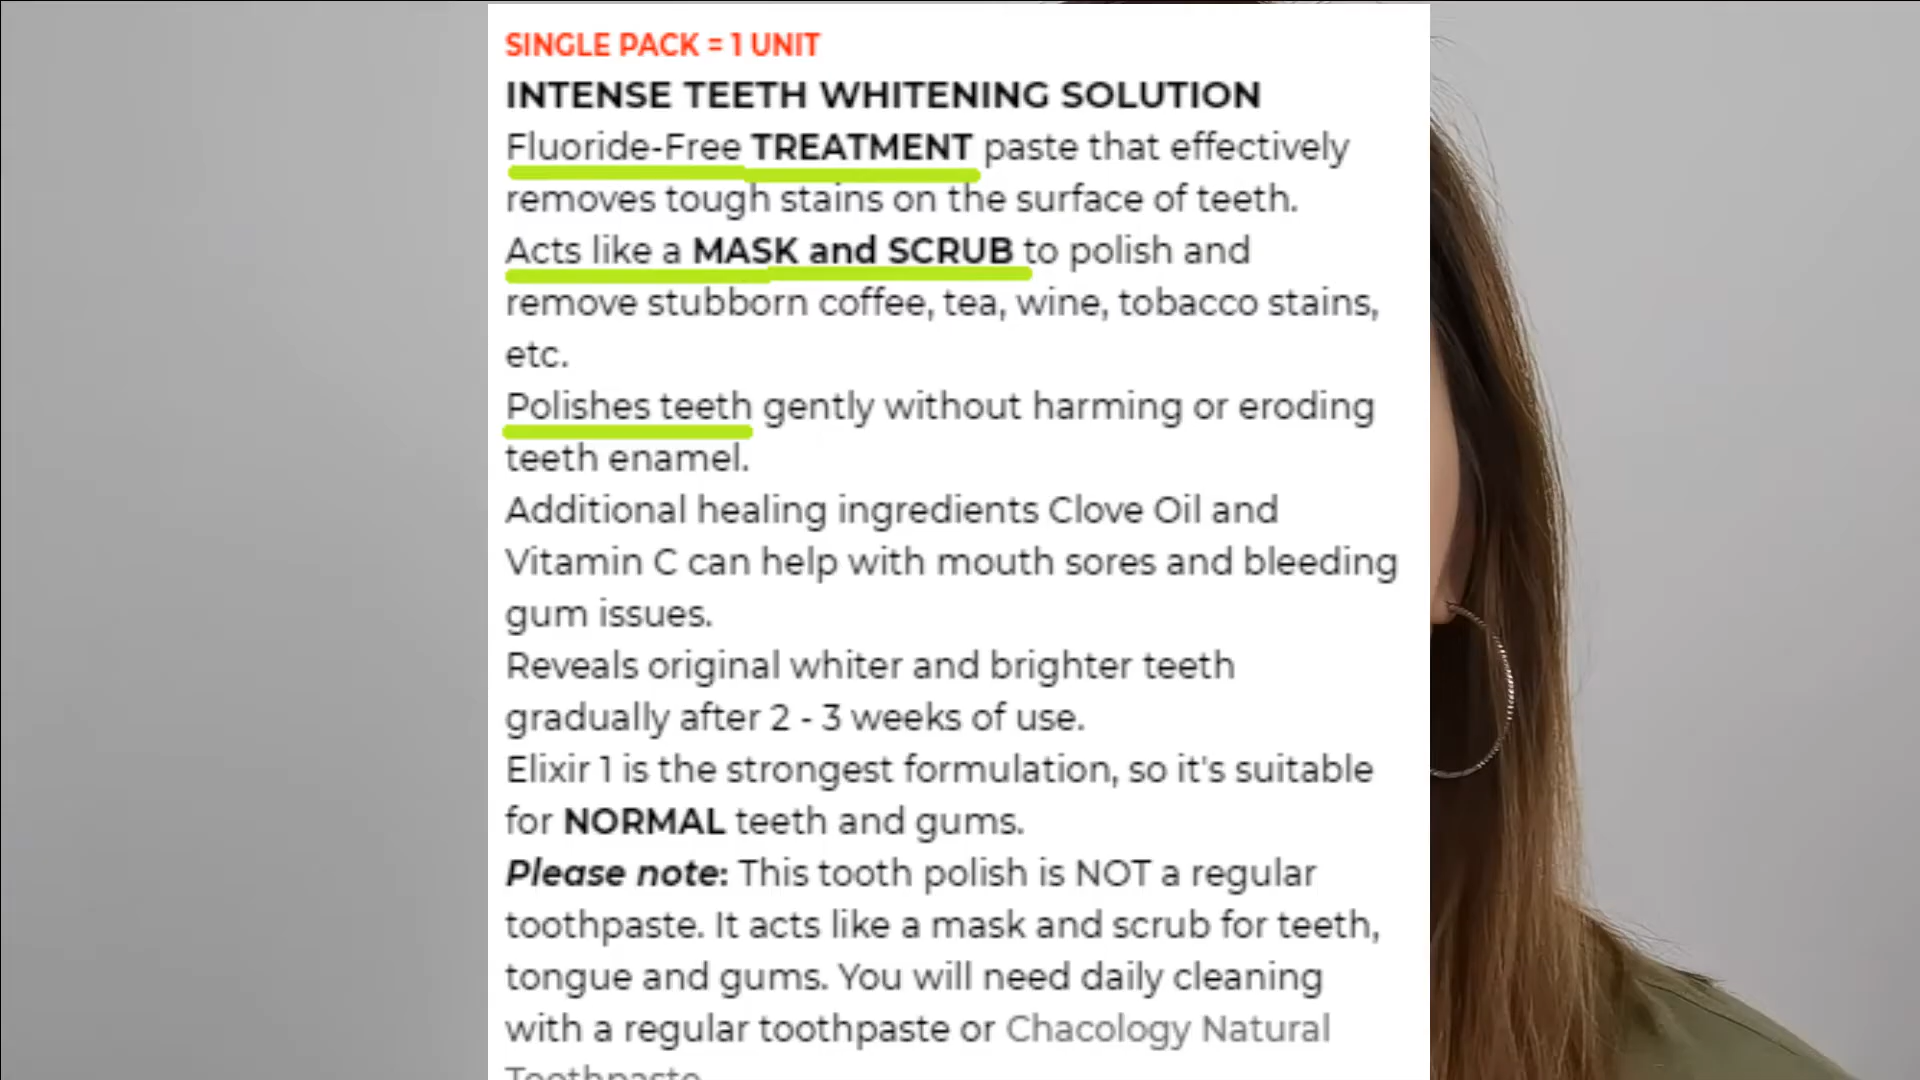 SINGLE PACK = 1 UNIT
INTENSE TEETH WHITENING SOLUTION
Fluoride-Free TREATMENT paste that effectively
removes tough stains on the surface of teeth.
Acts like a MASK and SCRUB to polish and
remove stubborn coffee, tea, wine, tobacco stains,
etc.
Polishes teeth gently without harming or eroding
teeth enamel.
Additional healing ingredients Clove Oil and
Vitamin C can help with mouth sores and bleeding
gum issues.
Reveals original whiter and brighter teeth
gradually after 2 - 3 weeks of use.
Elixir 1 is the strongest formulation, so it's suitable
for NORMAL teeth and gums.
Please note: This tooth polish is NOT a regular
toothpaste. It acts like a mask and scrub for teeth,
tongue and gums. You will need daily cleaning
with a regular toothpaste or Chacology Natural
Toothpaste